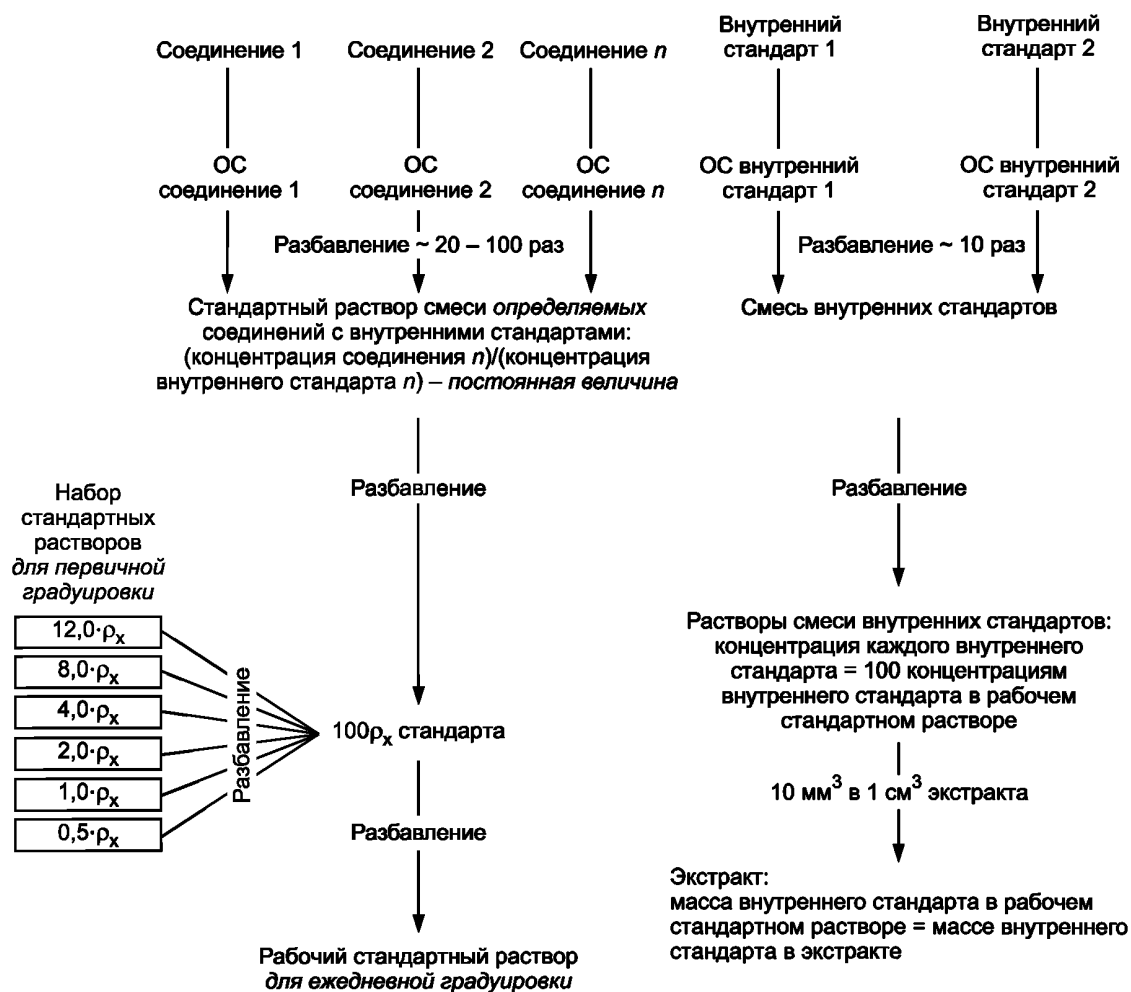 Соединение 1
Соединение 2
Соединение n
Внутренний
стандарт 1
Внутренний
стандарт 2
ОС
соединение 1
ОС
соединение 2
ОС
соединение n
ОС внутренний
стандарт 1
ОС внутренний
стандарт 2
Разбавление ~ 20 – 100 раз
Разбавление ~ 10 раз
Стандартный раствор смеси определяемых
соединений с внутренними стандартами:
(концентрация соединения n)/(концентрация
внутреннего стандарта n) – постоянная величина
Смесь внутренних стандартов
Разбавление
Разбавление
Набор
стандартных
растворов
для первичной
градуировки
12,0·ρx
8,0·ρx
4,0·ρx
2,0·ρx
1,0·ρx
0,5·ρx
Разбавление
100ρx стандарта
Разбавление
Рабочий стандартный раствор
для ежедневной градуировки
Растворы смеси внутренних стандартов:
концентрация каждого внутреннего
стандарта = 100 концентрациям
внутреннего стандарта в рабочем
стандартном растворе
10 мм³ в 1 см³ экстракта
Экстракт:
масса внутреннего стандарта в рабочем
стандартном растворе = массе внутреннего
стандарта в экстракте